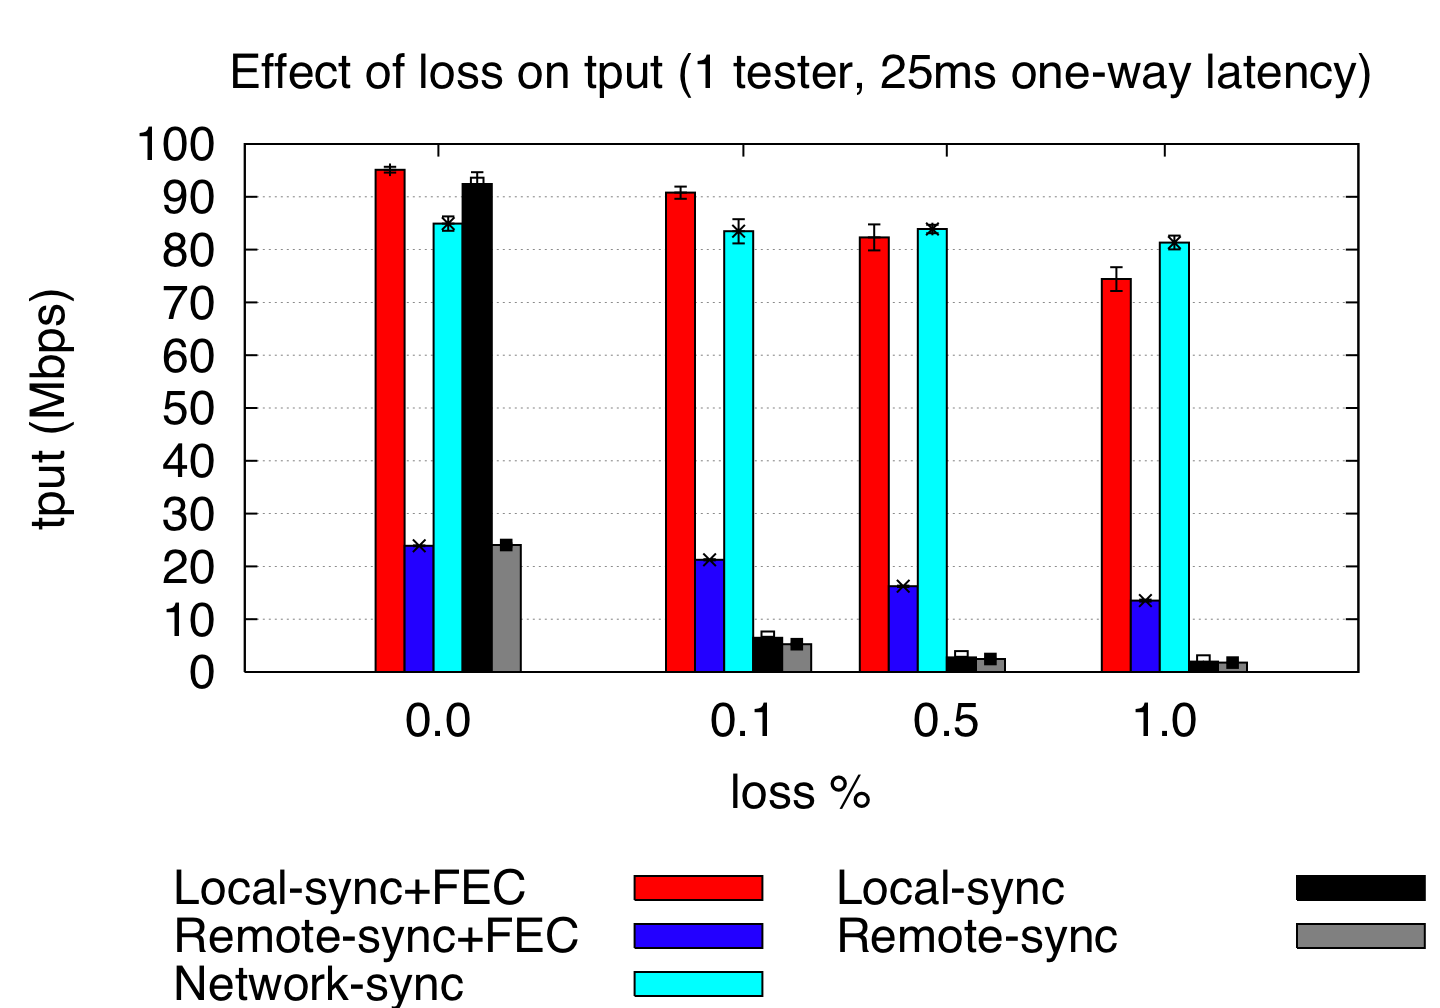 Effect of loss on tput (1 tester, 25ms one-way latency)
tput (Mbps)
100
90
80
70
60
50
40
30
20
10
0
0.0 0.1 0.5 1.0
loss %
Local-sync+FEC
Remote-sync+FEC
Network-sync
Local-sync
Remote-sync